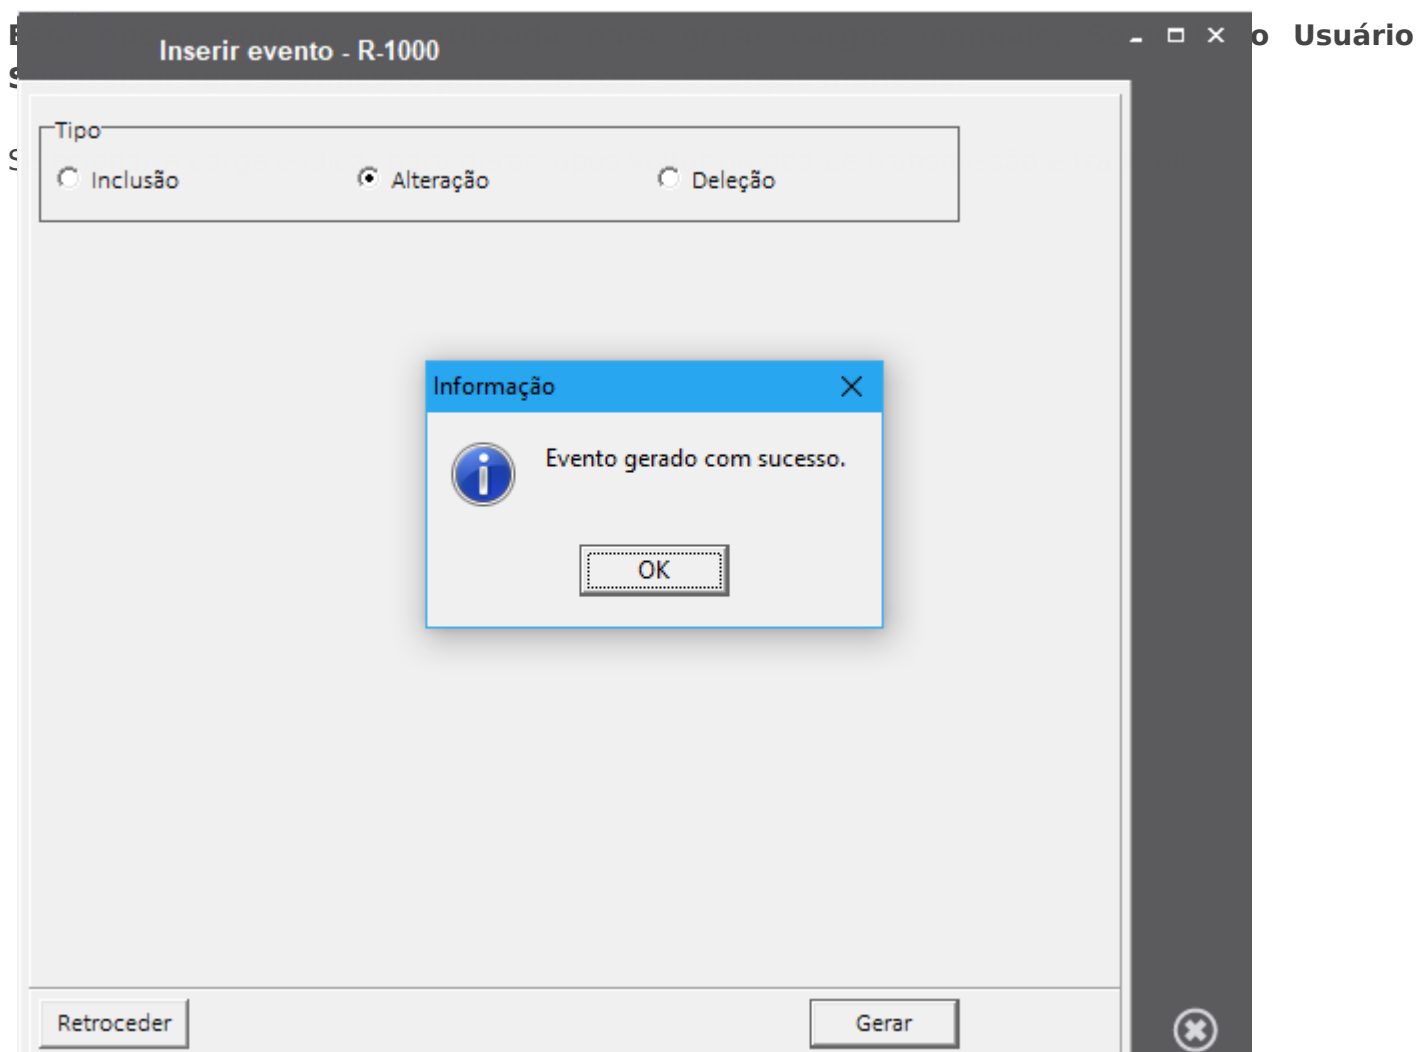 o Usuário
Inserir evento - R-1000
Tipo
Inclusão Alteração Deleção
Informação
Evento gerado com sucesso.
OK
Retroceder Gerar